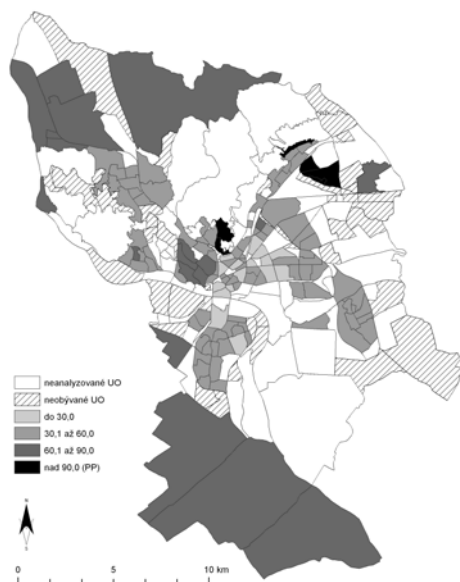 neanalyzované UO
neobývané UO
do 30,0
30,1 až 60,0
60,1 až 90,0
nad 90,0 (PP)
N
S
0 5 10 km